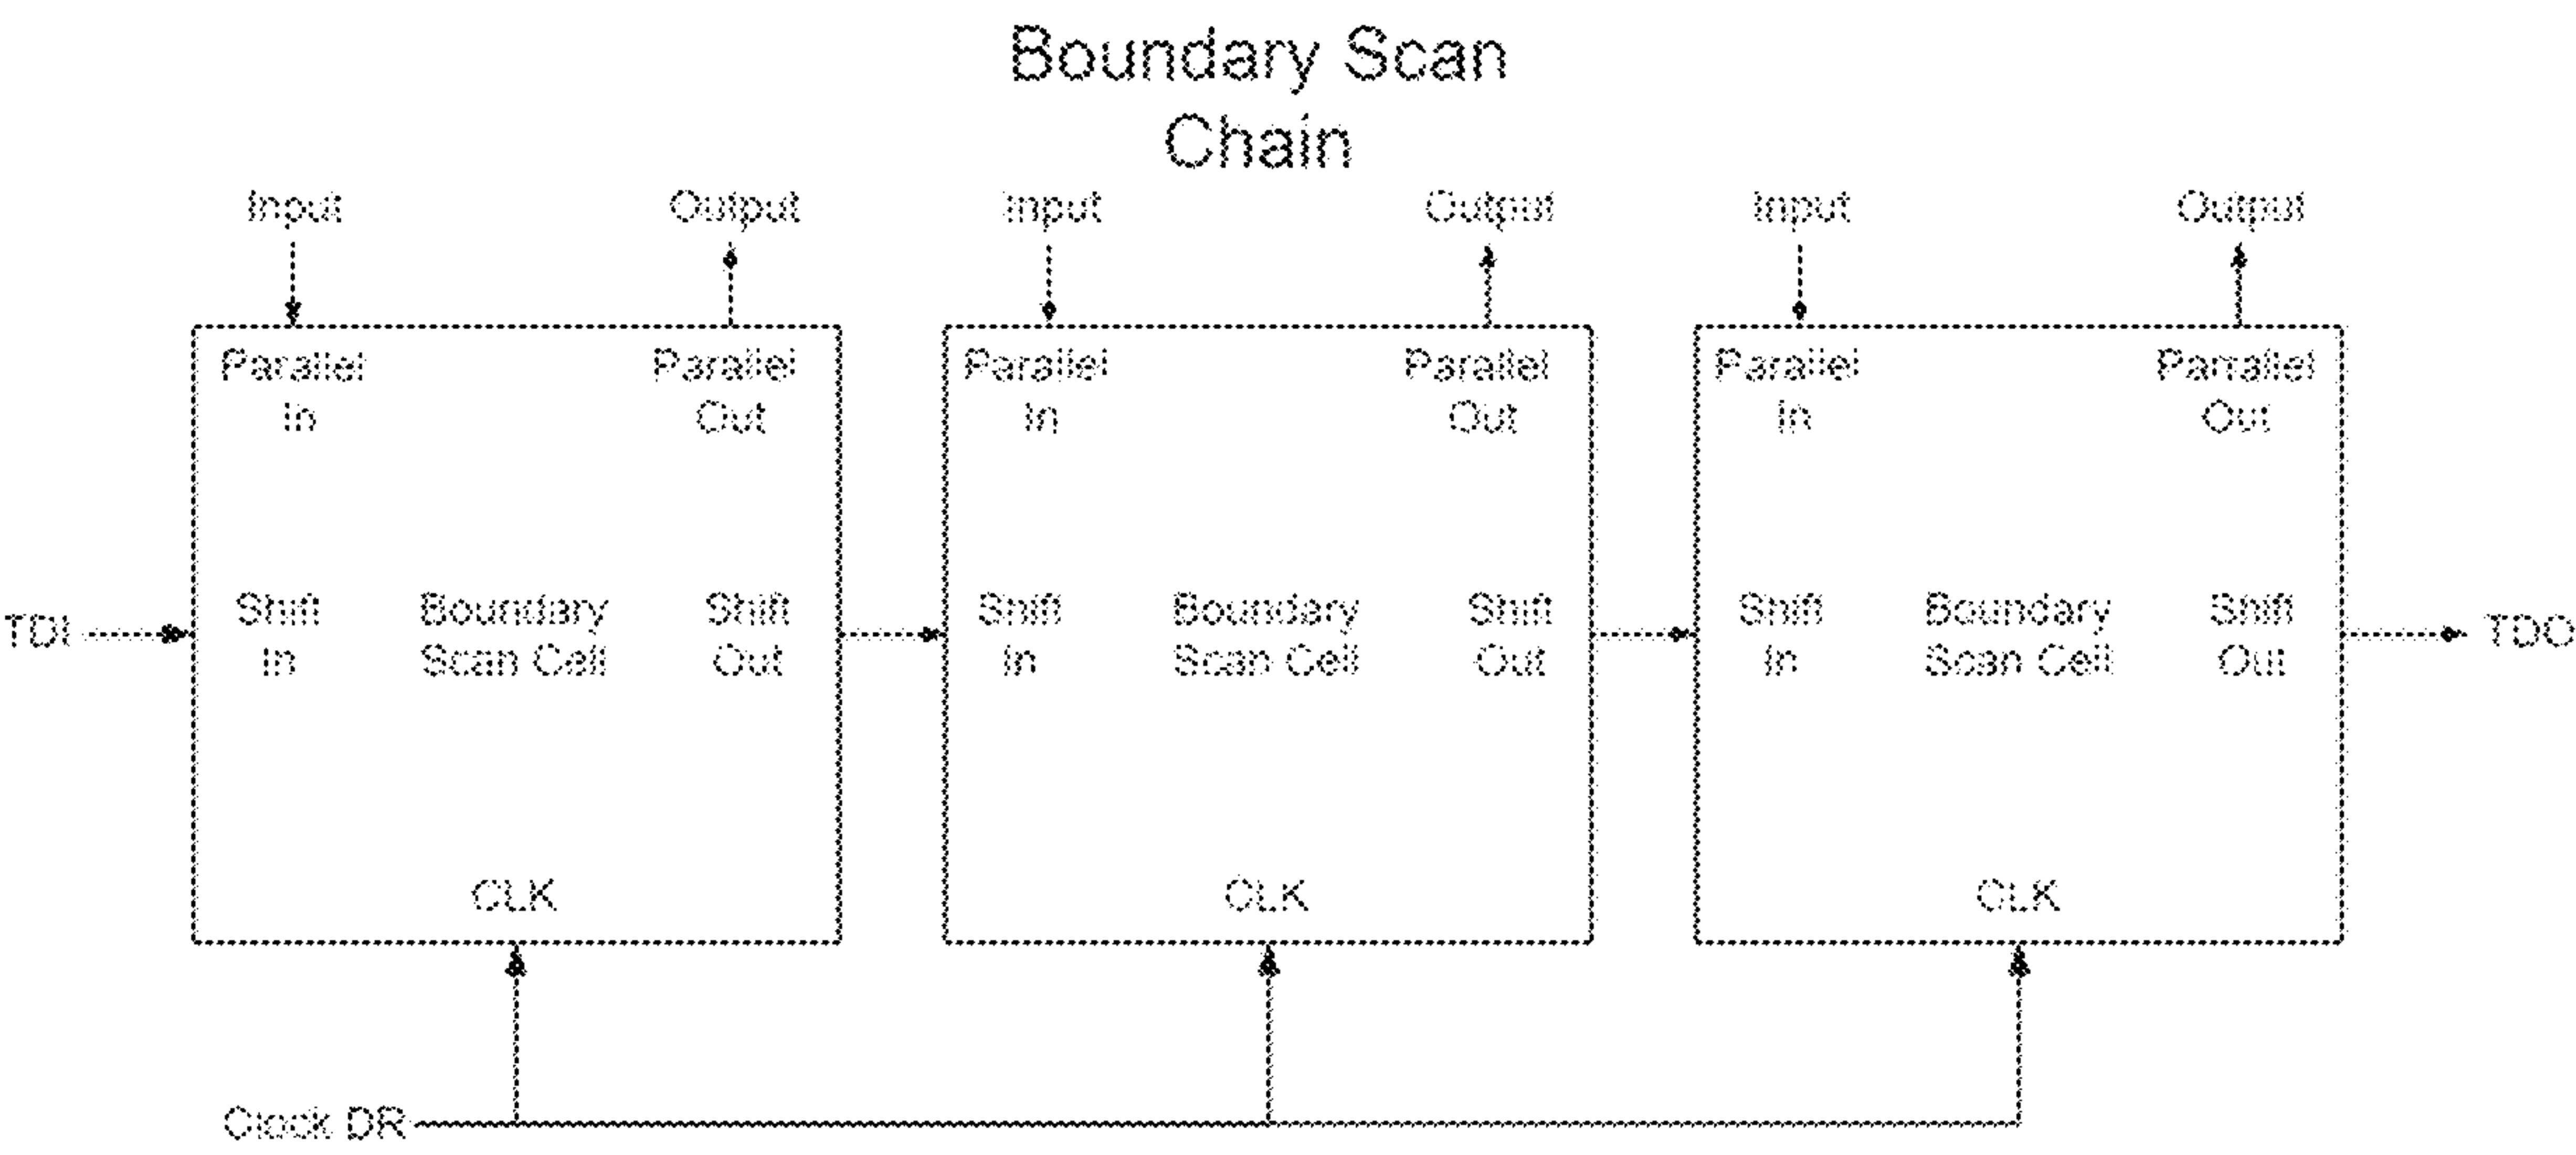 Boundary Scan
Chain
Input
Output
Input
Output
Input
Output
Parallel
In
Parallel
Out
Parallel
In
Parallel
Out
Parallel
In
Parrallel
Out
TDI
Shift
In
Boundary
Scan Cell
Shift
Out
Shift
In
Boundary
Scan Cell
Shift
Out
Shift
In
Boundary
Scan Cell
Shift
Out
TDO
CLK
CLK
CLK
Clock DR